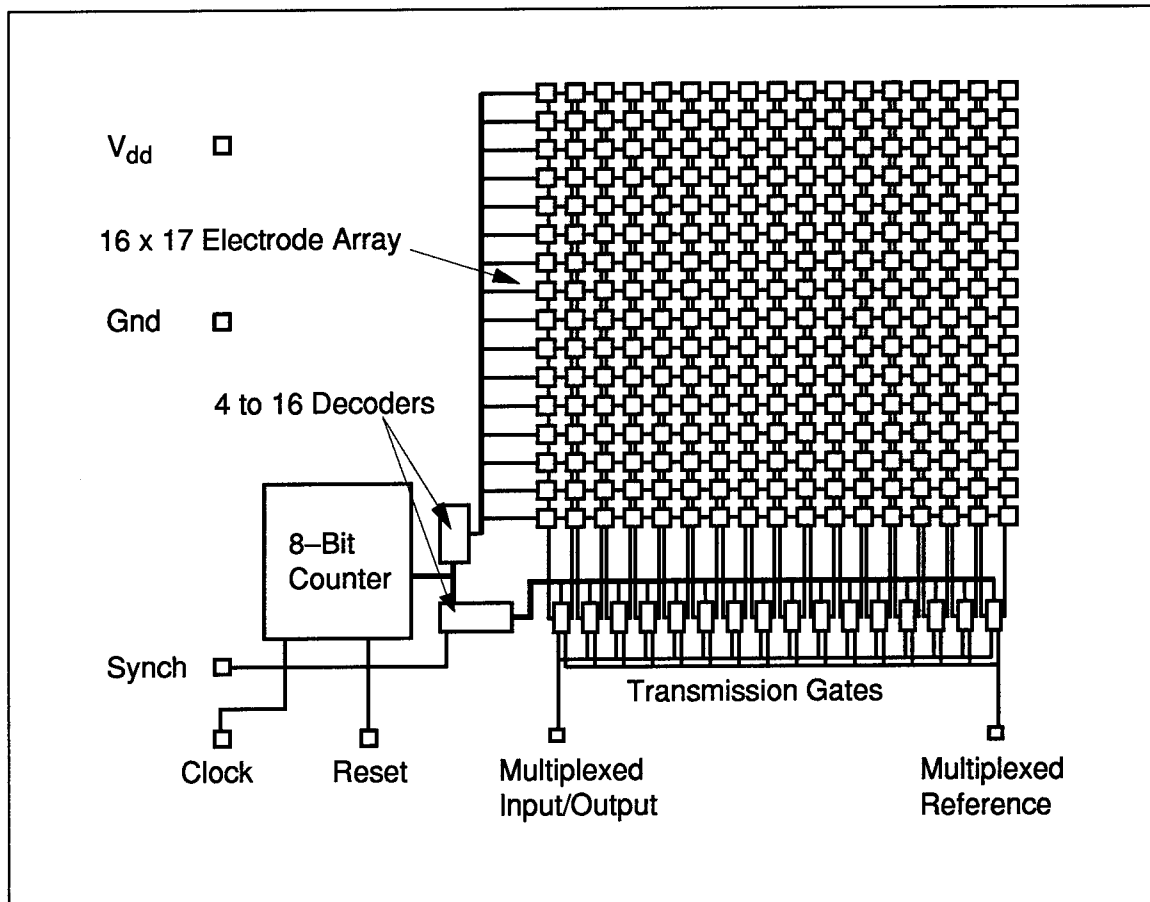 V_dd
16 x 17 Electrode Array
Gnd
4 to 16 Decoders
8–Bit
Counter
Synch
Transmission Gates
Clock
Reset
Multiplexed
Input/Output
Multiplexed
Reference